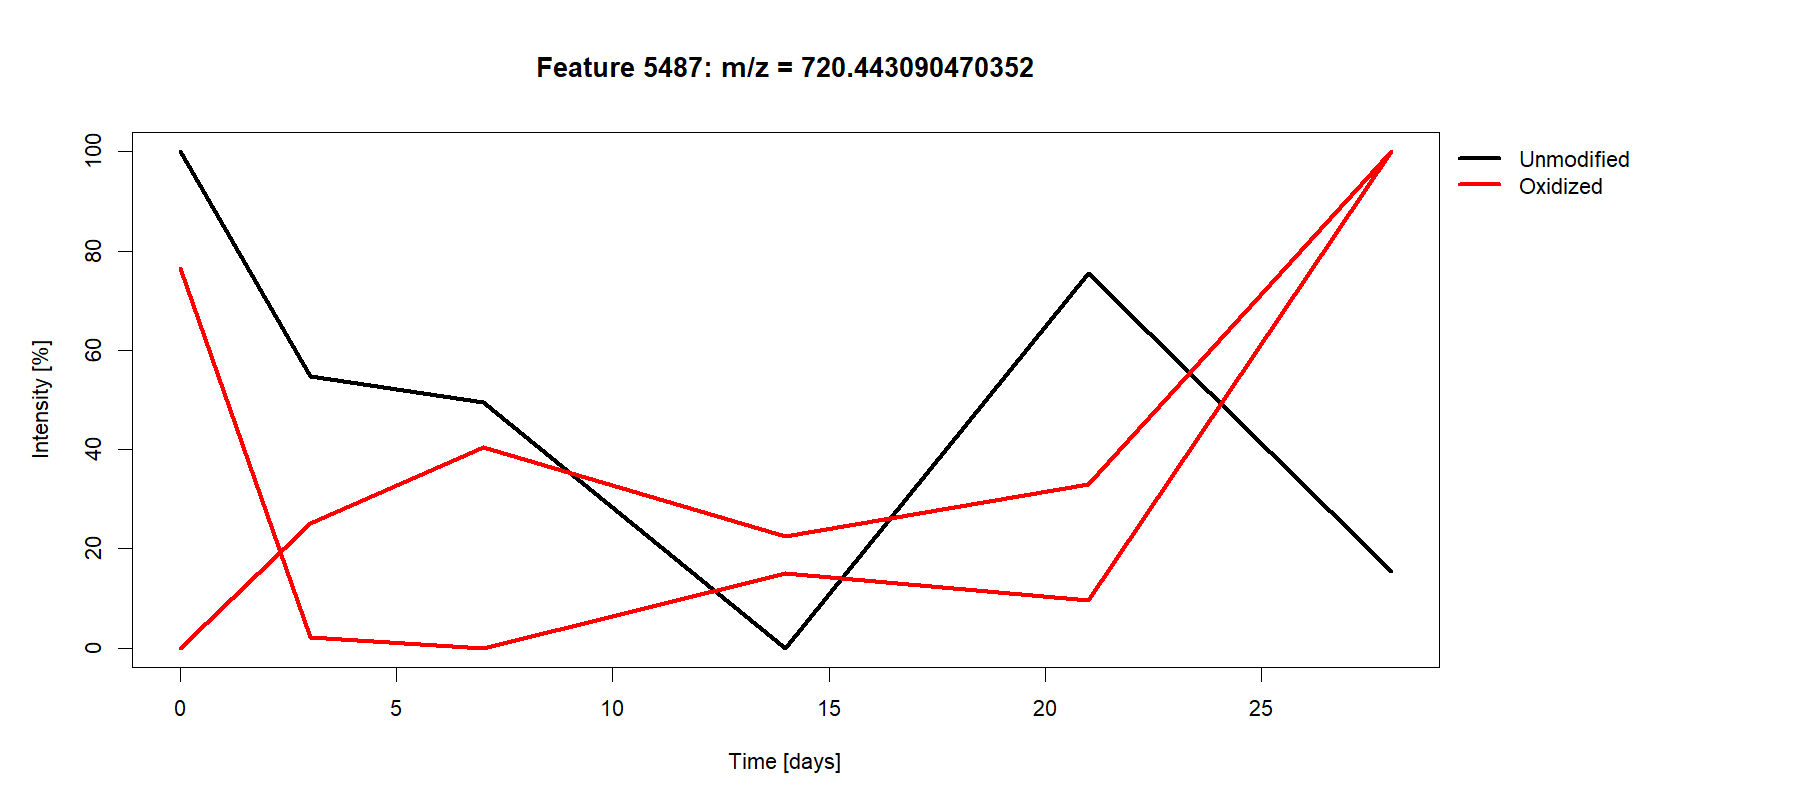 Feature 5487: m/z = 720.443090470352
100
80
60
40
20
0
Intensity [%]
0 5 10 15 20 25
Time [days]
Unmodified
Oxidized